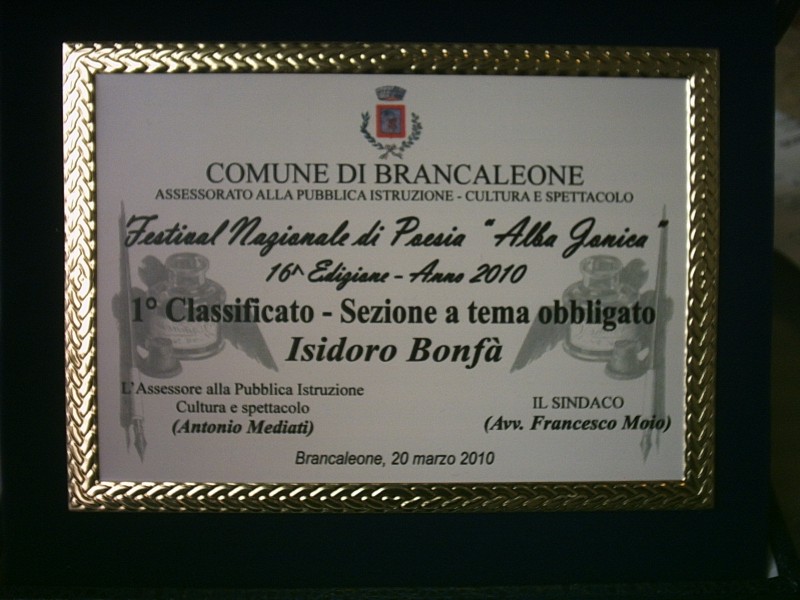 COMUNE DI BRANCALEONE
ASSESSORATO ALLA PUBBLICA ISTRUZIONE - CULTURA E SPETTACOLO
Festival Nazionale di Poesia "Alba Jonica"
16^ Edizione - Anno 2010
1° Classificato - Sezione a tema obbligato
Isidoro Bonfà
L'Assessore alla Pubblica Istruzione
Cultura e spettacolo
(Antonio Mediati)
IL SINDACO
(Avv. Francesco Moio)
Brancaleone, 20 marzo 2010